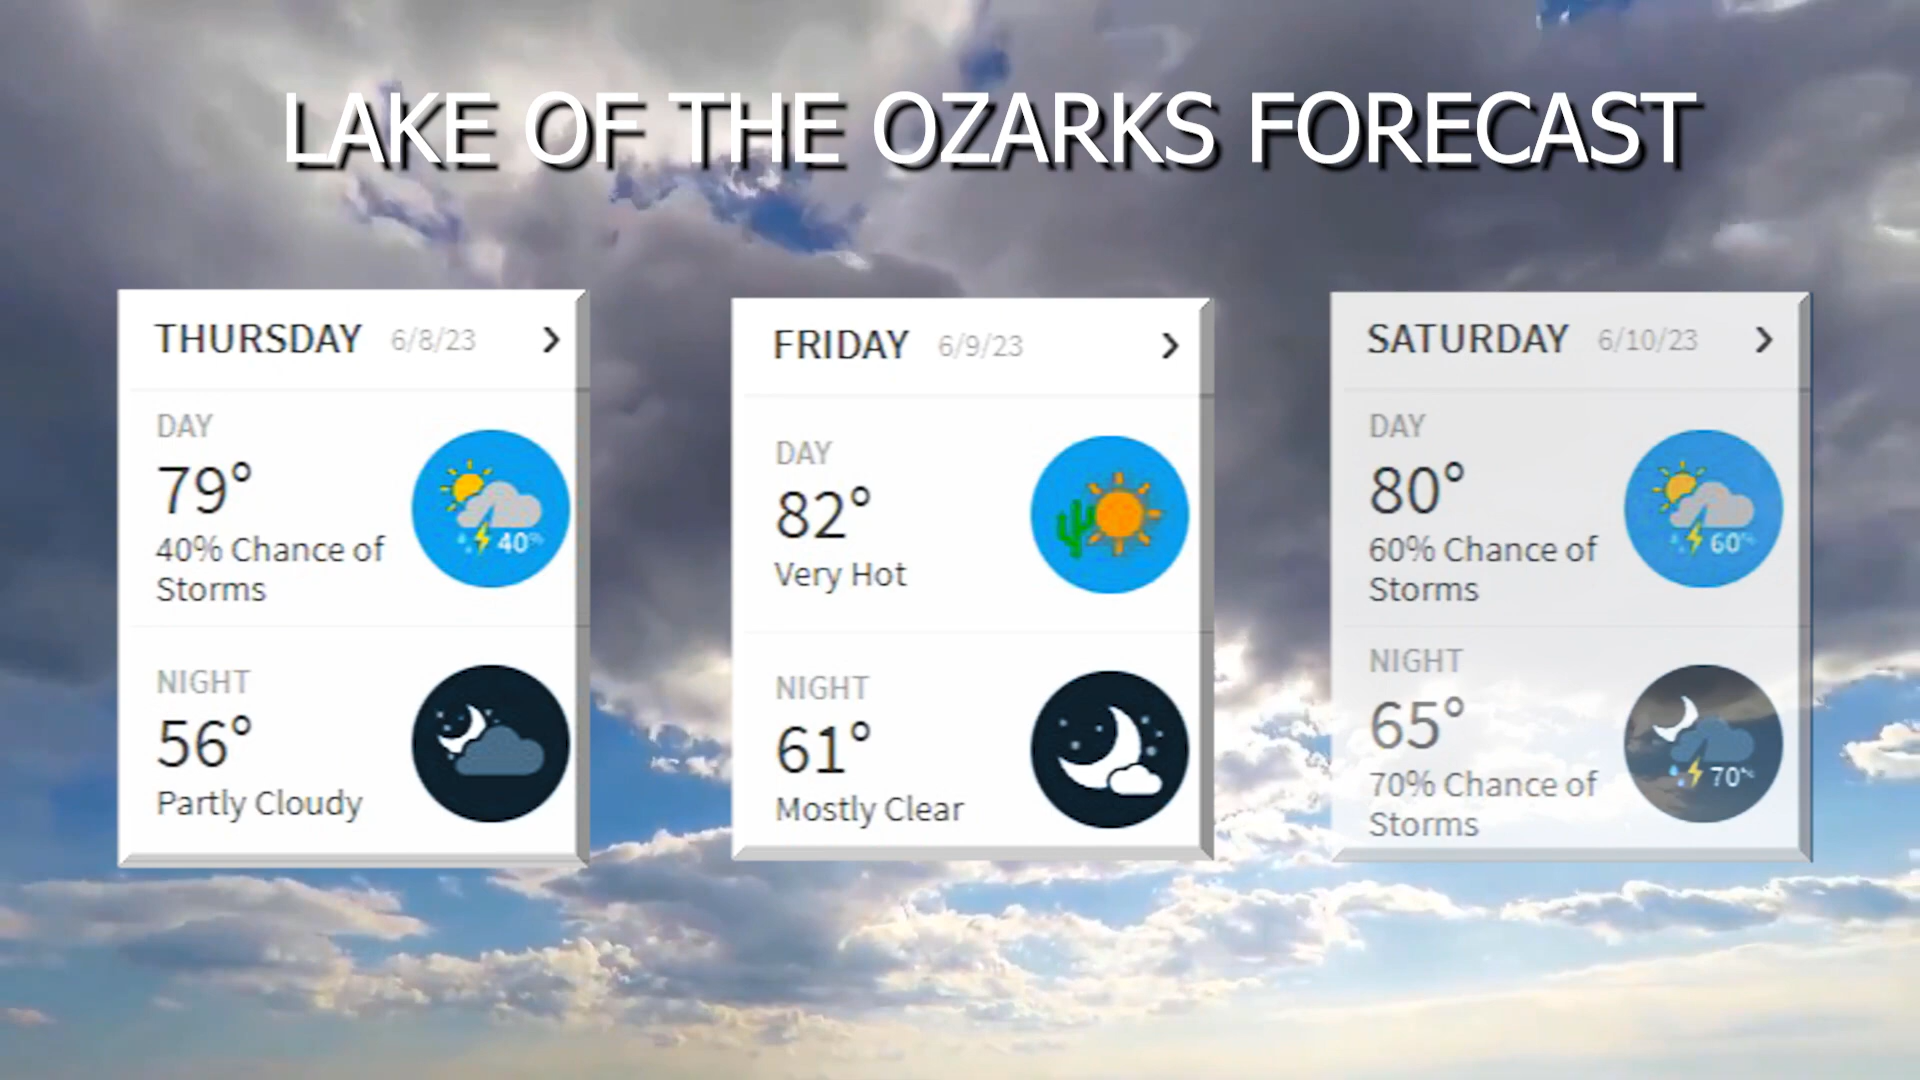 LAKE OF THE OZARKS FORECAST
THURSDAY 6/8/23
DAY
79°
40% Chance of
Storms
40%
NIGHT
56°
Partly Cloudy
FRIDAY 6/9/23
DAY
82°
Very Hot
NIGHT
61°
Mostly Clear
SATURDAY 6/10/23
DAY
80°
60% Chance of
Storms
60%
NIGHT
65°
70% Chance of
Storms
70%